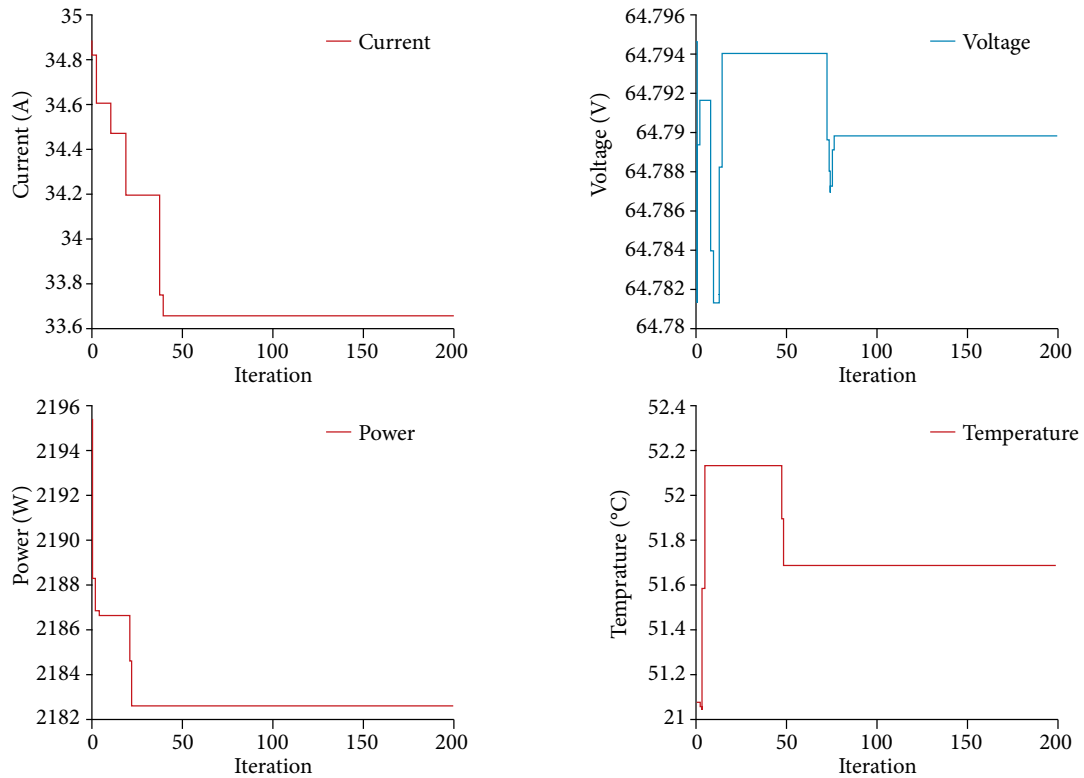 35
34.8
34.6
34.4
34.2
34
33.8
33.6
Current (A)
Current
0 50 100 150 200
Iteration
64.796
64.794
64.792
64.79
64.788
64.786
64.784
64.782
64.78
Voltage (V)
Voltage
0 50 100 150 200
Iteration
2196
2194
2192
2190
2188
2186
2184
2182
Power (W)
Power
0 50 100 150 200
Iteration
52.4
52.2
52
51.8
51.6
51.4
51.2
21
Temprature (°C)
Temperature
0 50 100 150 200
Iteration